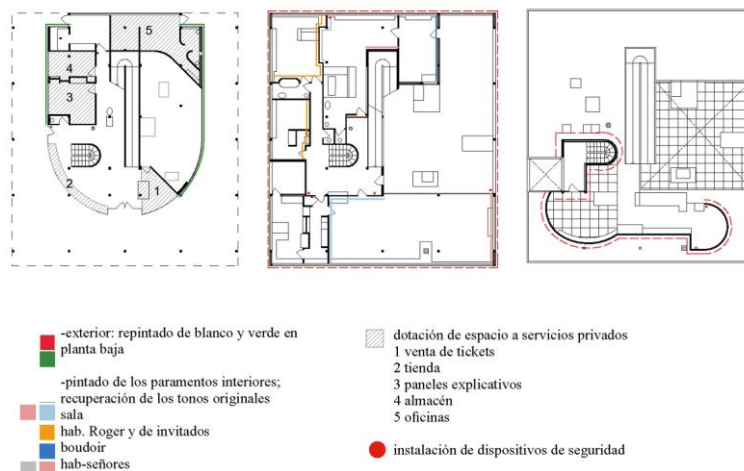 5
4
3
2
1
-exterior: repintado de blanco y verde en
planta baja
-pintado de los paramentos interiores;
recuperación de los tonos originales
sala
hab. Roger y de invitados
boudoir
hab-señores
dotación de espacio a servicios privados
1 venta de tickets
2 tienda
3 paneles explicativos
4 almacén
5 oficinas
instalación de dispositivos de seguridad